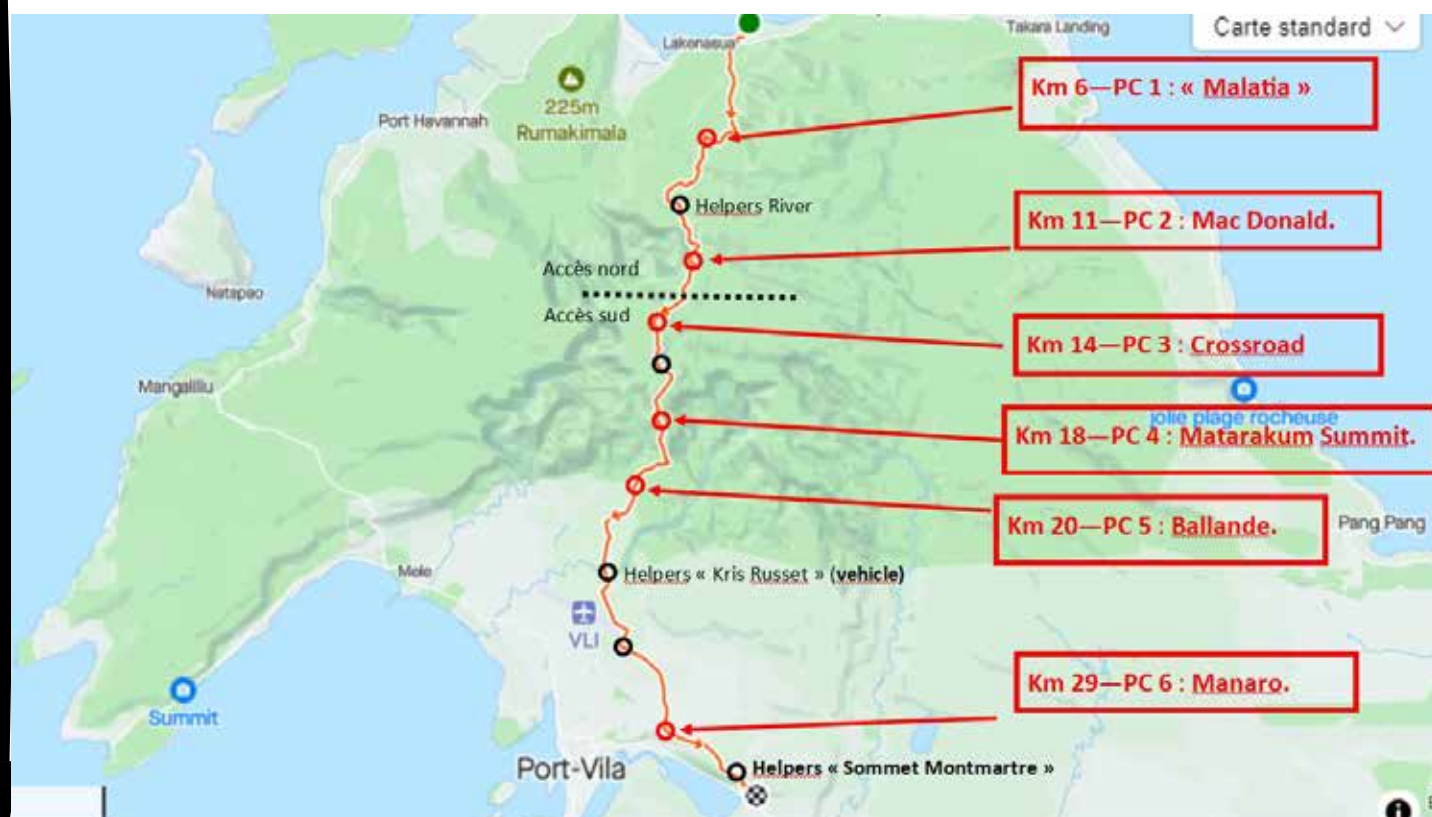 Takara Landing
Carte standard
Lakenasua
Km 6—PC 1 : « Malatia »
225m
Rumakimala
Port Havannah
Helpers River
Km 11—PC 2 : Mac Donald.
Accès nord
Natapao
Accès sud
Km 14—PC 3 : Crossroad
Mangaliliu
jolie plage rocheuse
Km 18—PC 4 : Matarakum Summit.
Km 20—PC 5 : Ballande.
Pang Pang
Mele
Helpers « Kris Russet » (vehicle)
VLI
Km 29—PC 6 : Manaro.
Summit
Port-Vila
Helpers « Sommet Montmartre »